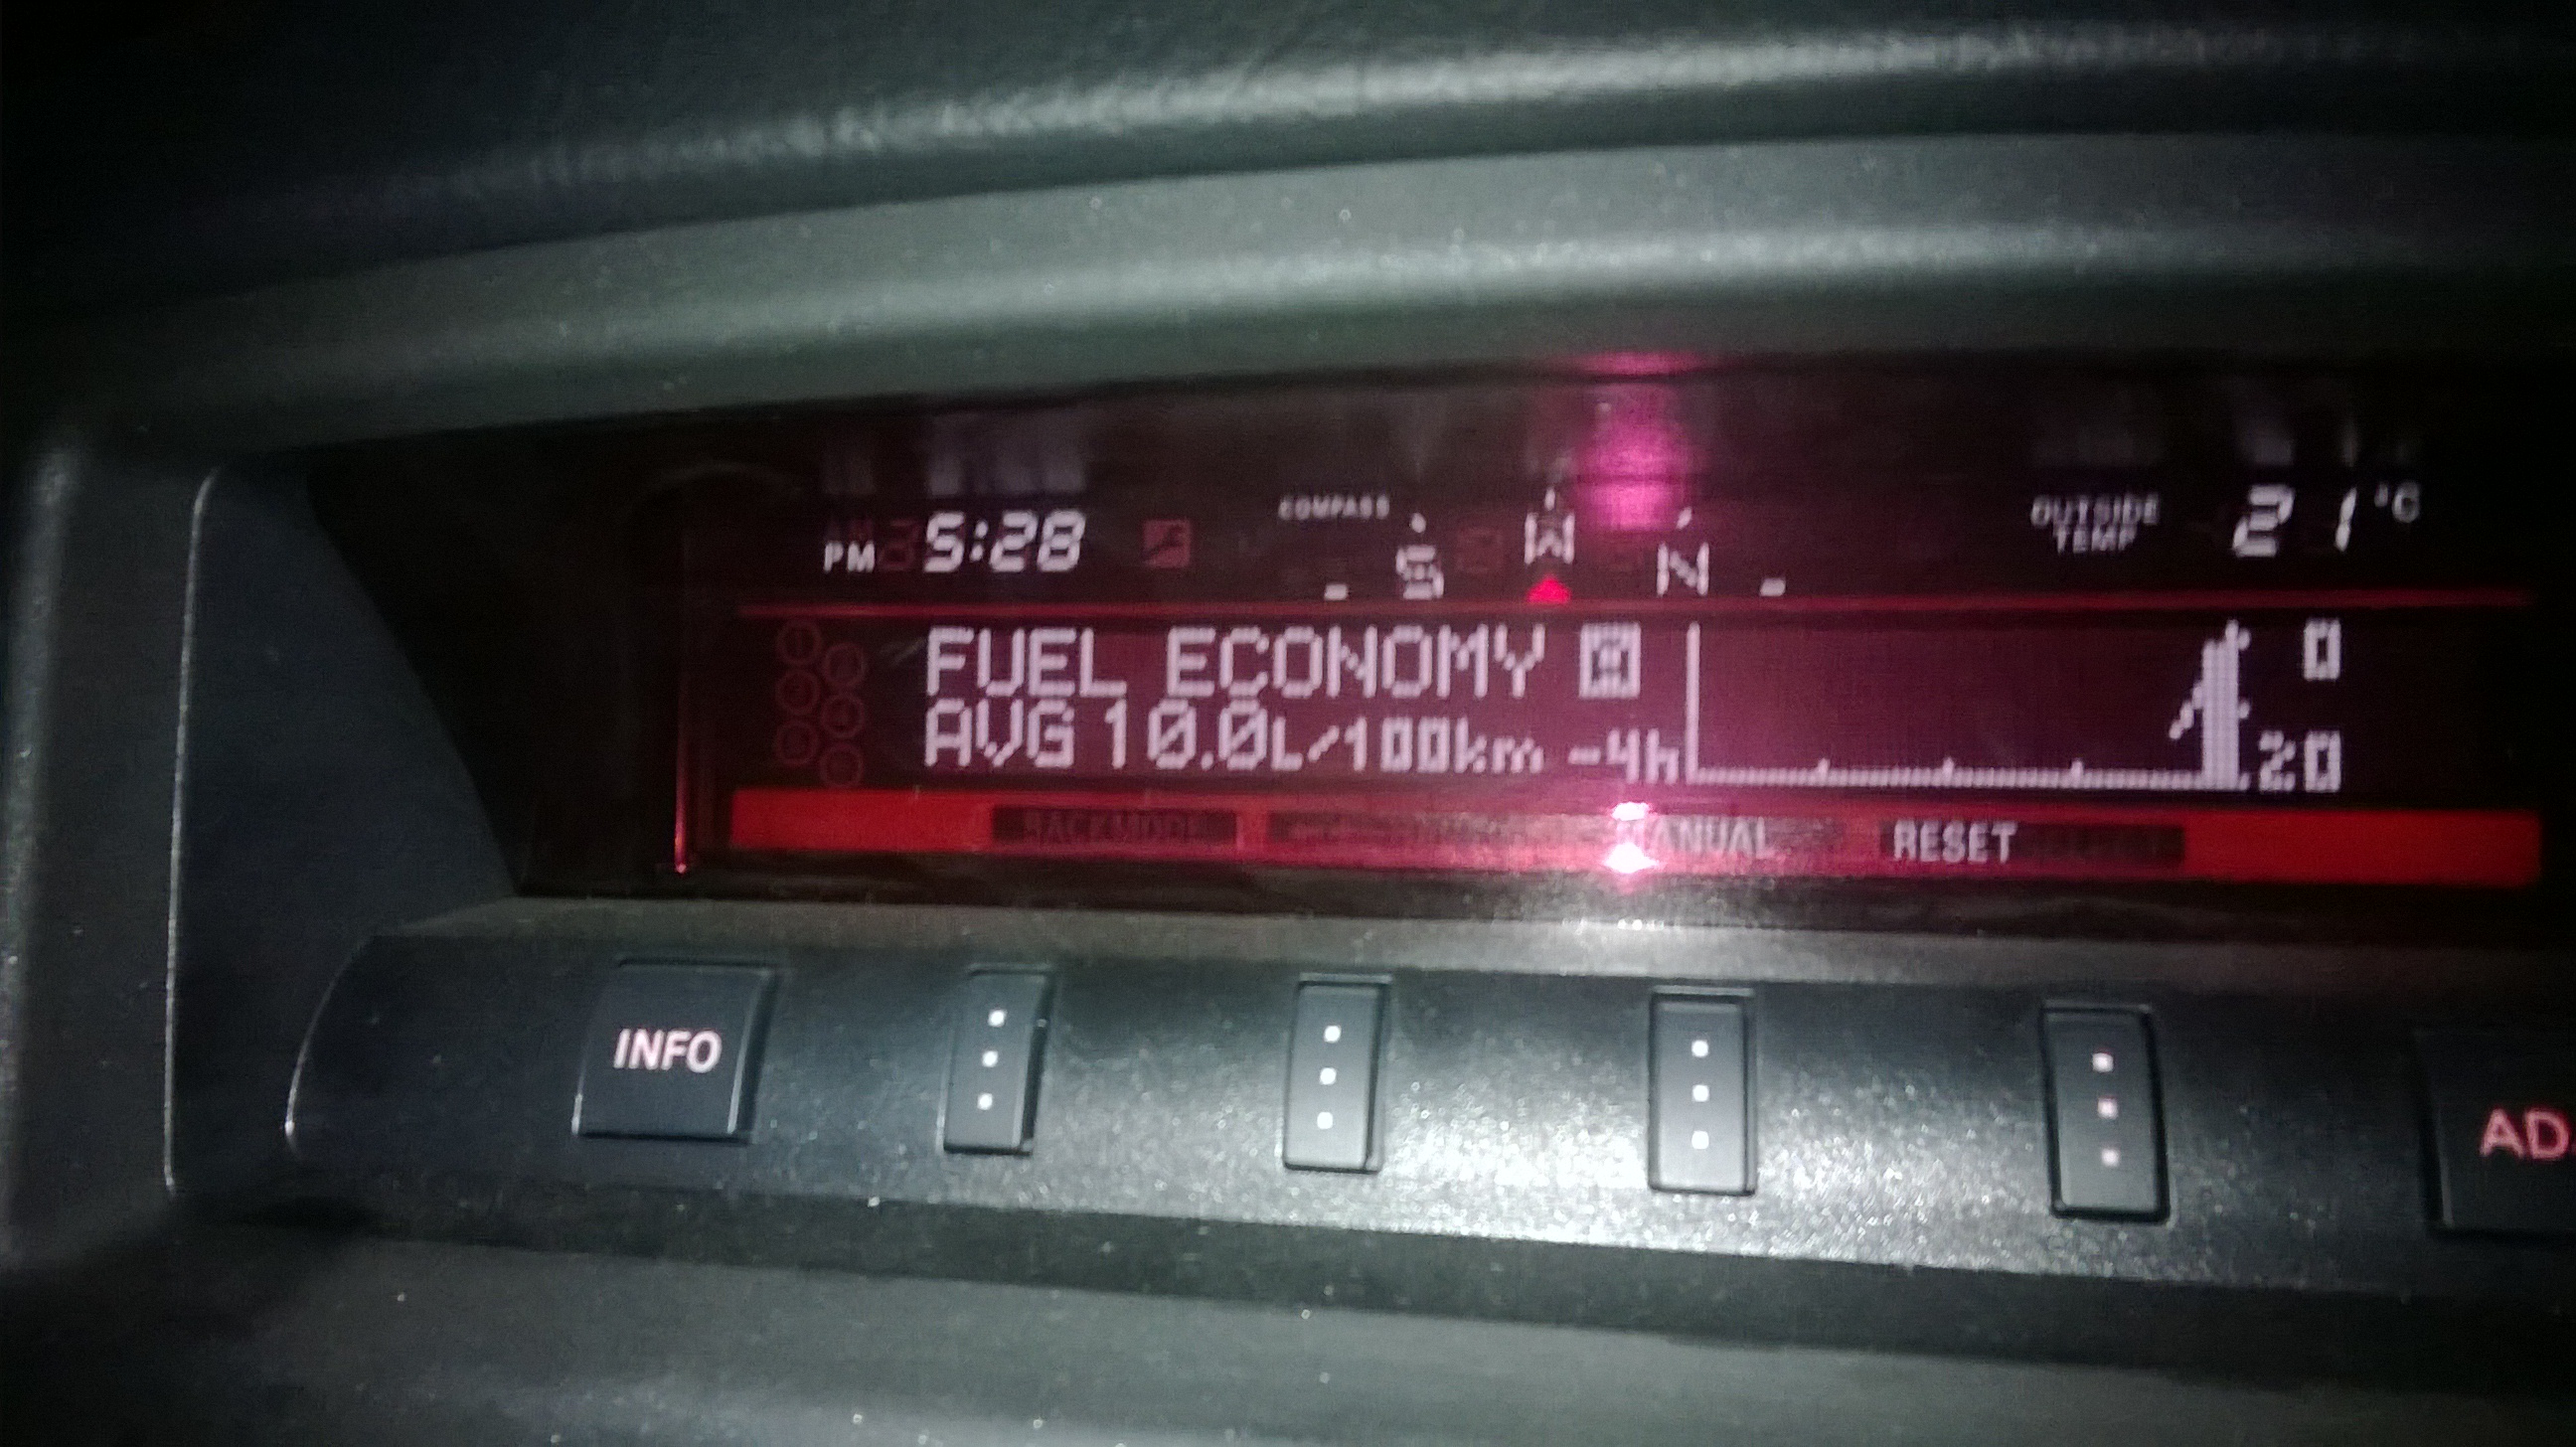 PM 5:28
COMPASS
S W N
OUTSIDE TEMP 21°C
FUEL ECONOMY
AVG 10.0L/100km
-4h
0
20
MANUAL RESET
INFO
AD